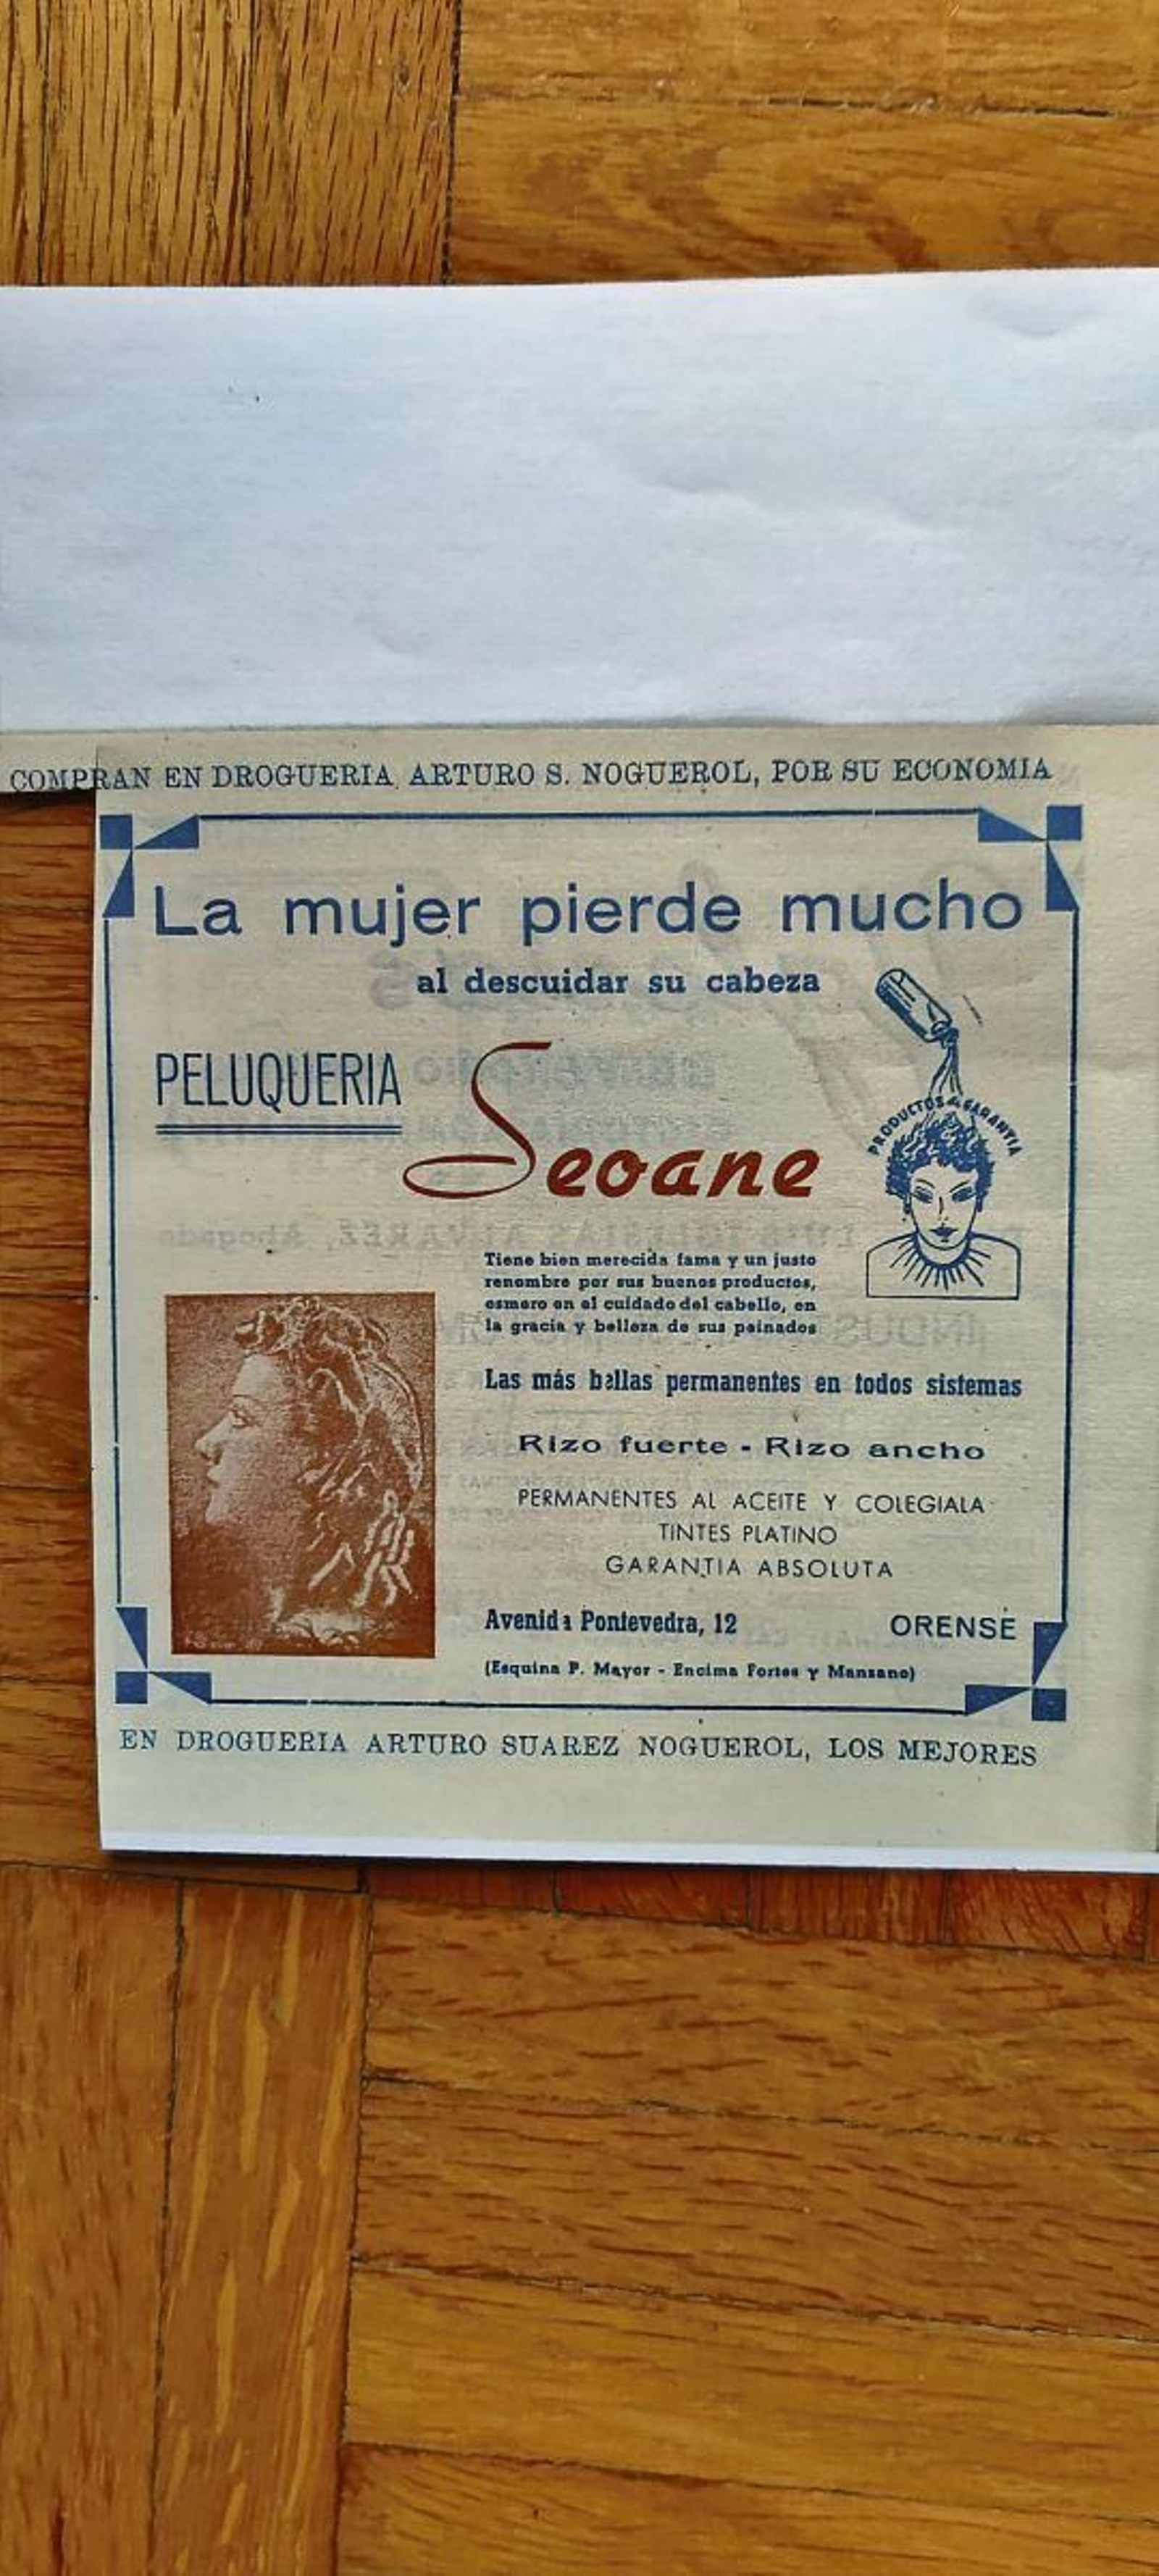 COMPRAN EN DROGUERIA ARTURO S. NOGUEROL, POR SU ECONOMIA
La mujer pierde mucho
al descuidar su cabeza
PELUQUERIA
Seoane
PRODUCTOS de GARANTIA
Tiene bien merecida fama y un justo
renombre por sus buenos productos,
esmero en el cuidado del cabello, en
la gracia y belleza de sus peinados
Las más bellas permanentes en todos sistemas
Rizo fuerte - Rizo ancho
PERMANENTES AL ACEITE Y COLEGIALA
TINTES PLATINO
GARANTIA ABSOLUTA
Avenida Pontevedra, 12 ORENSE
(Esquina P. Mayor - Encima Fortes y Manzano)
EN DROGUERIA ARTURO SUAREZ NOGUEROL, LOS MEJORES